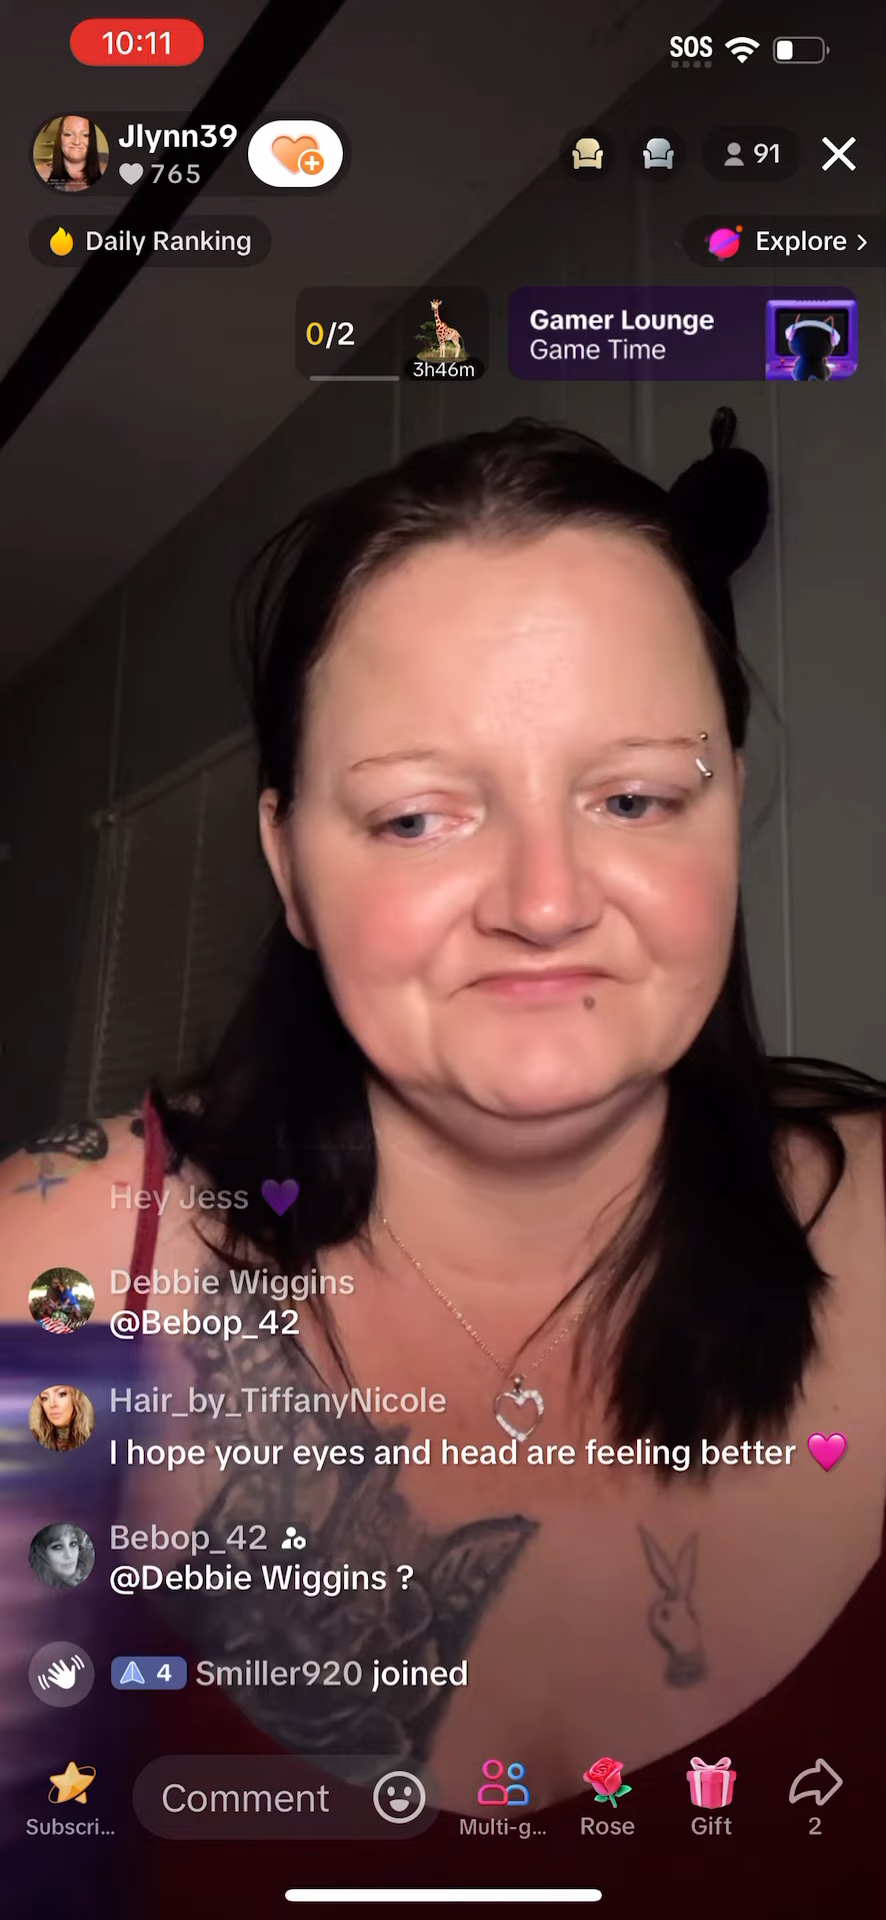 10:11
SOS
Jlynn39
765
91
Daily Ranking
Explore >
0/2
3h46m
Gamer Lounge
Game Time
Hey Jess 💜
Debbie Wiggins
@Bebop_42
Hair_by_TiffanyNicole
I hope your eyes and head are feeling better 💗
Bebop_42
@Debbie Wiggins ?
4 Smiller920 joined
Subscri...
Comment
Multi-g...
Rose
Gift
2